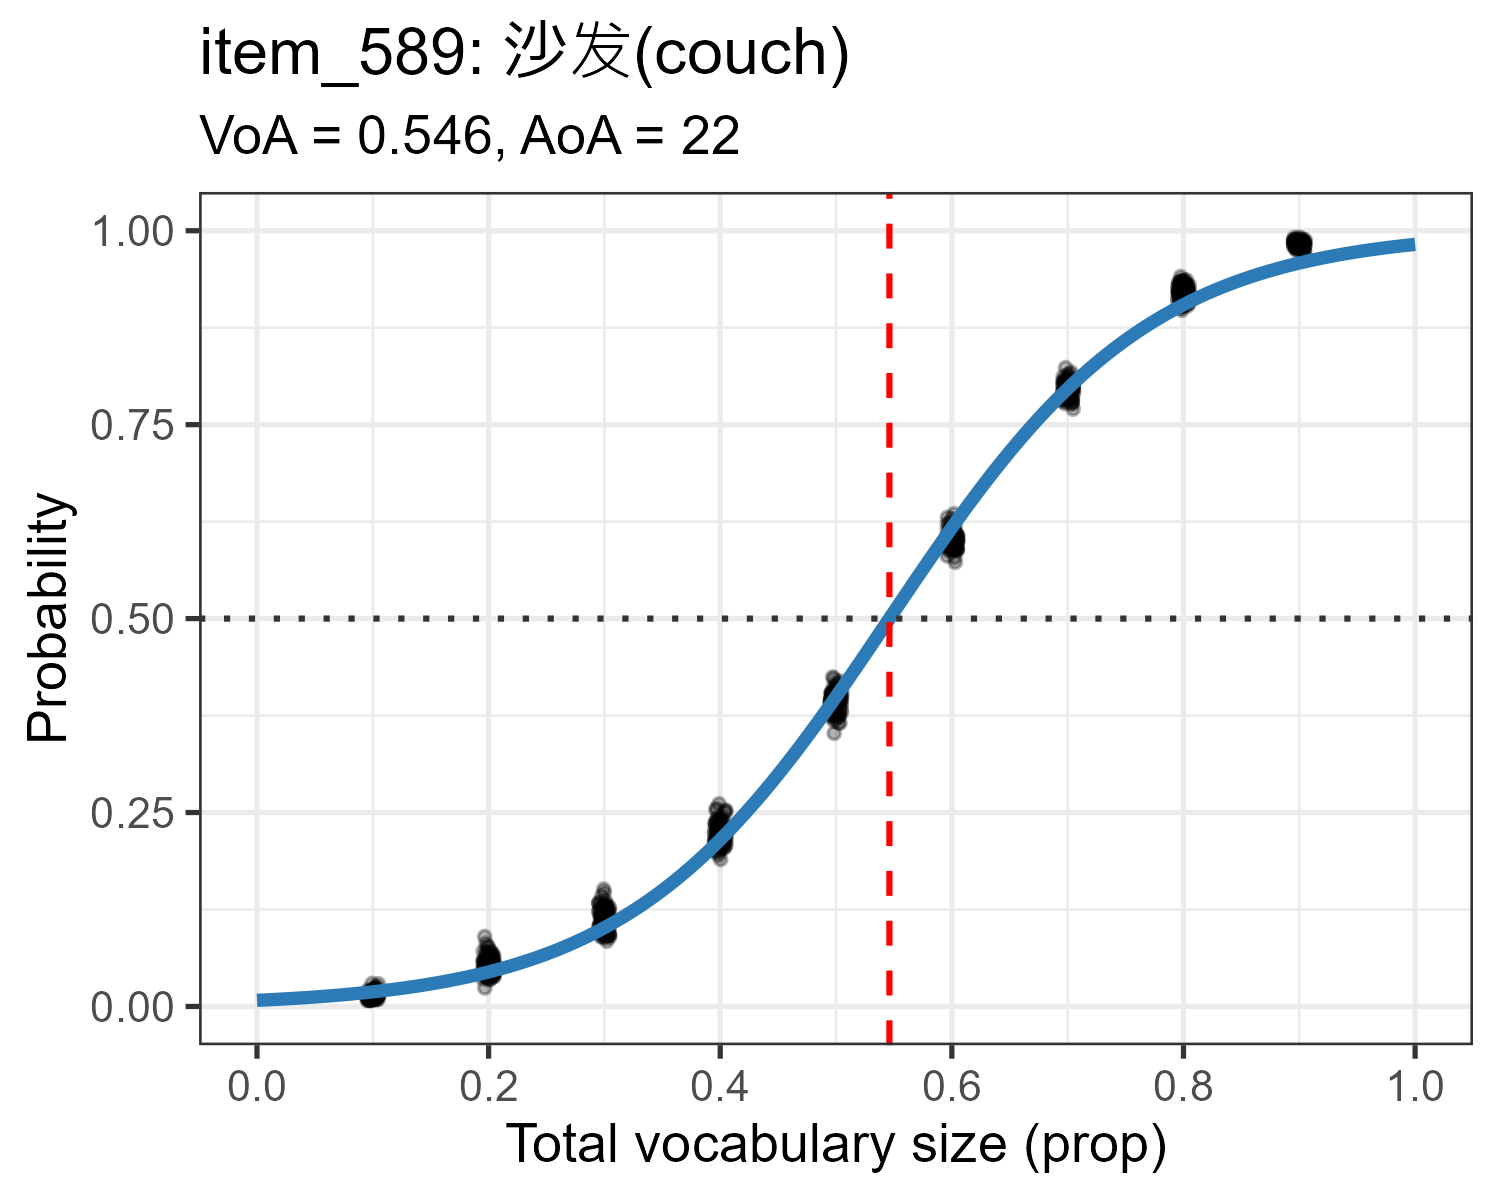 item_589: 沙发(couch)
VoA = 0.546, AoA = 22
1.00
0.75
0.50
0.25
0.00
Probability
0.0 0.2 0.4 0.6 0.8 1.0
Total vocabulary size (prop)